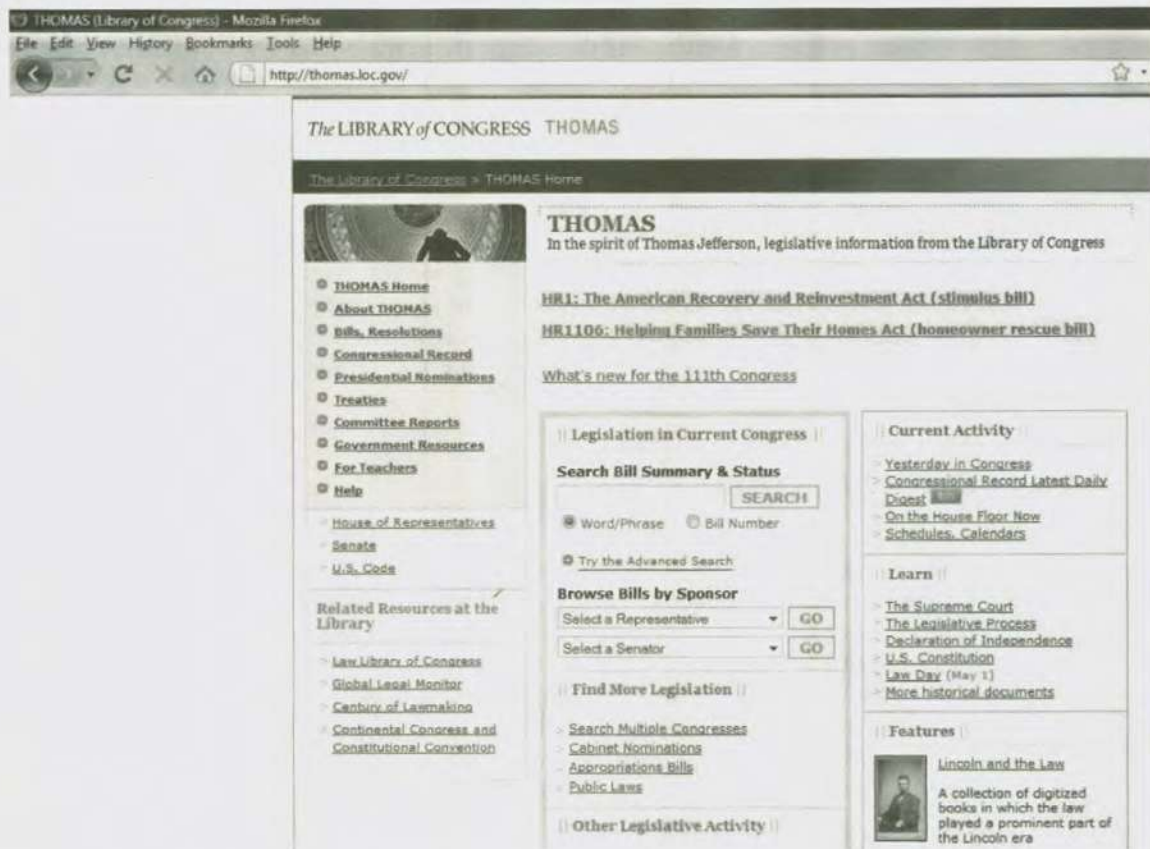 THOMAS (Library of Congress) - Mozilla Firefox
File Edit View History Bookmarks Tools Help
http://thomas.loc.gov/
The LIBRARY of CONGRESS THOMAS
The Library of Congress > THOMAS Home
THOMAS Home
About THOMAS
Bills, Resolutions
Congressional Record
Presidential Nominations
Treaties
Committee Reports
Government Resources
For Teachers
Help
House of Representatives
Senate
U.S. Code
Related Resources at the
Library
Law Library of Congress
Global Legal Monitor
Century of Lawmaking
Continental Congress and
Constitutional Convention
THOMAS
In the spirit of Thomas Jefferson, legislative information from the Library of Congress
HR1: The American Recovery and Reinvestment Act (stimulus bill)
HR1106: Helping Families Save Their Homes Act (homeowner rescue bill)
What's new for the 111th Congress
Legislation in Current Congress
Search Bill Summary & Status
SEARCH
Word/Phrase Bill Number
Try the Advanced Search
Browse Bills by Sponsor
Select a Representative GO
Select a Senator GO
Find More Legislation
Search Multiple Congresses
Cabinet Nominations
Appropriations Bills
Public Laws
Other Legislative Activity
Current Activity
Yesterday in Congress
Congressional Record Latest Daily
Digest
On the House Floor Now
Schedules, Calendars
Learn
The Supreme Court
The Legislative Process
Declaration of Independence
U.S. Constitution
Law Day (May 1)
More historical documents
Features
Lincoln and the Law
A collection of digitized
books in which the law
played a prominent part of
the Lincoln era